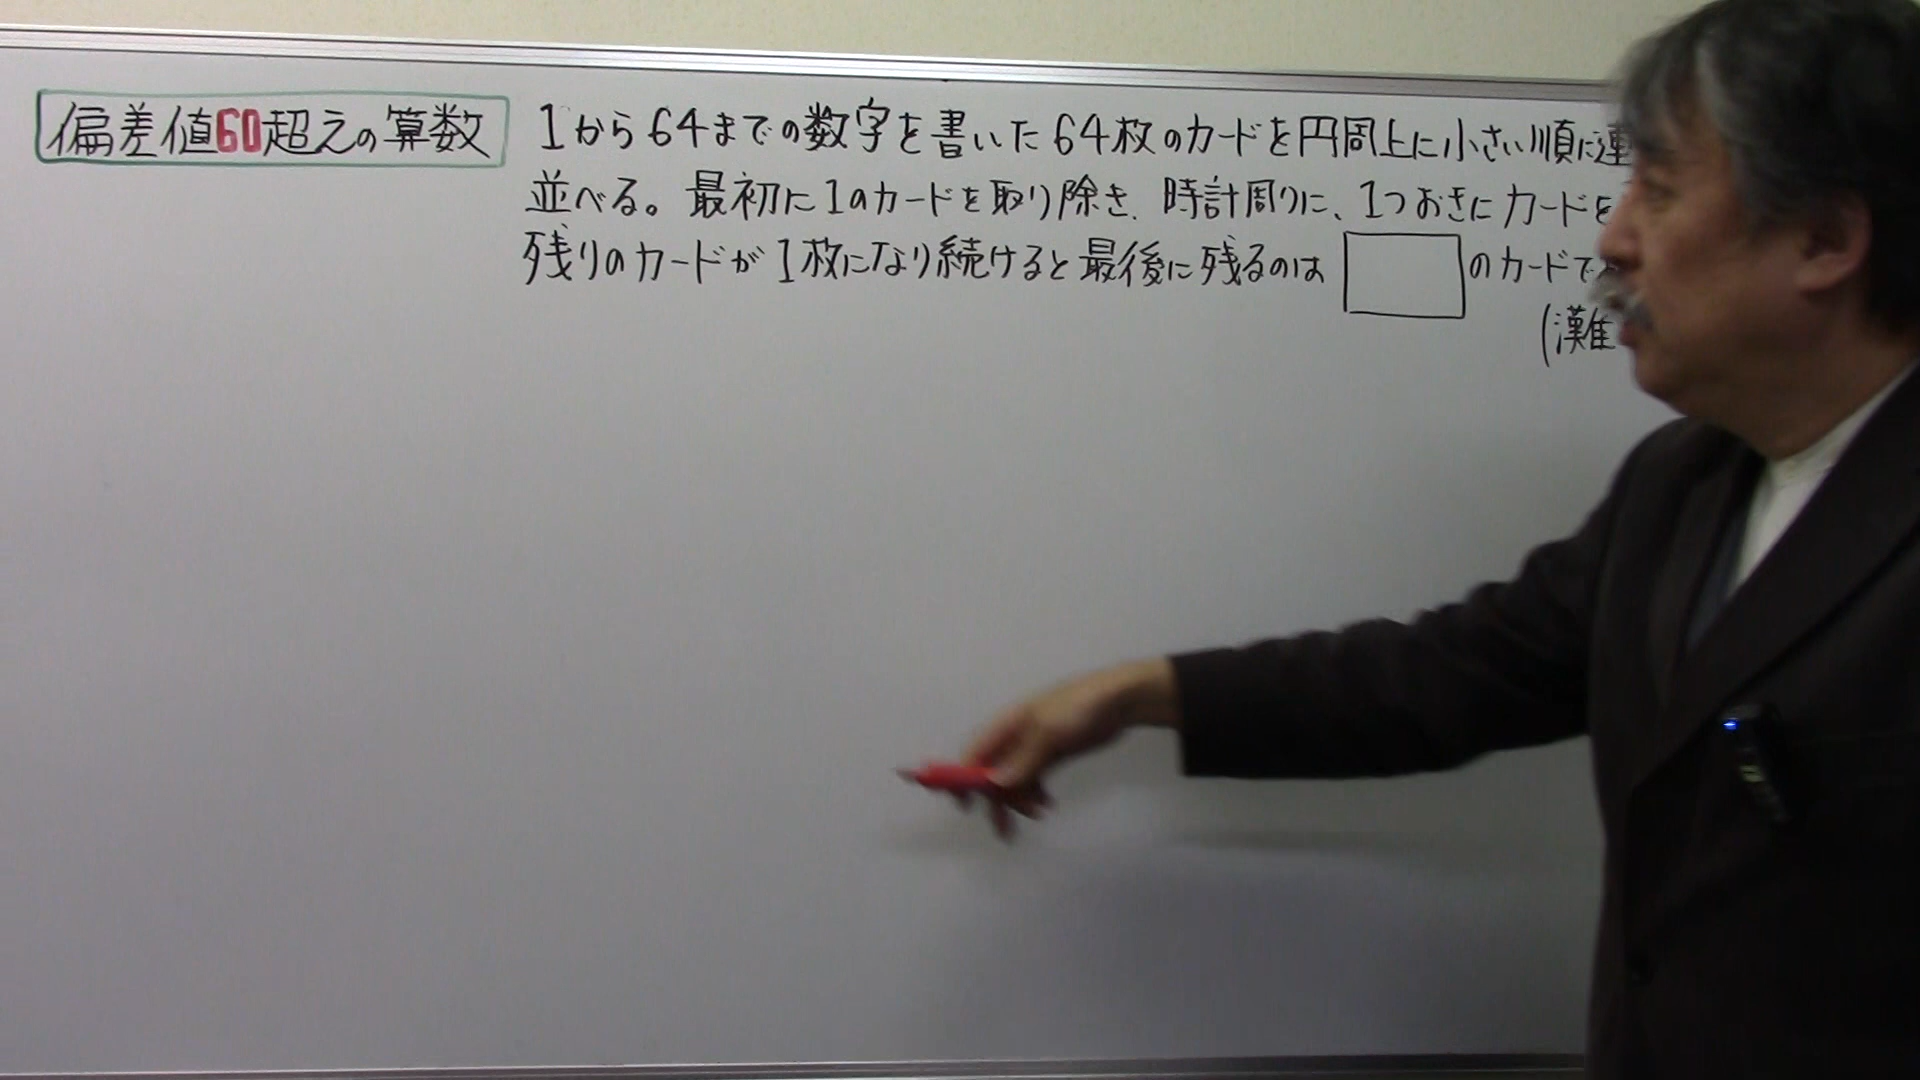 偏差値60超えの算数
1から64までの数字を書いた64枚のカードを円周上に小さい順に連
並べる。最初に1のカードを取り除き、時計周りに、1つおきにカードを
残りのカードが1枚になり続けると最後に残るのは のカードで
(灘